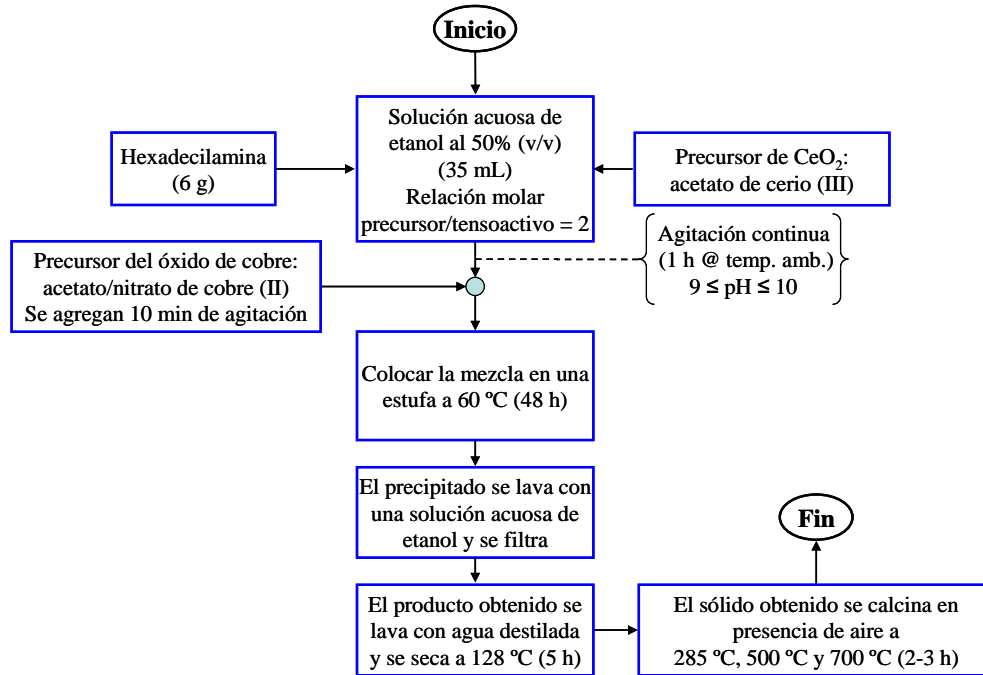 Inicio
Solución acuosa de
etanol al 50% (v/v)
(35 mL)
Relación molar
precursor/tensoactivo = 2
Hexadecilamina
(6 g)
Precursor de CeO₂:
acetato de cerio (III)
Agitación continua
(1 h @ temp. amb.)
9 ≤ pH ≤ 10
Precursor del óxido de cobre:
acetato/nitrato de cobre (II)
Se agregan 10 min de agitación
Colocar la mezcla en una
estufa a 60 ºC (48 h)
El precipitado se lava con
una solución acuosa de
etanol y se filtra
El producto obtenido se
lava con agua destilada
y se seca a 128 ºC (5 h)
El sólido obtenido se calcina en
presencia de aire a
285 ºC, 500 ºC y 700 ºC (2-3 h)
Fin